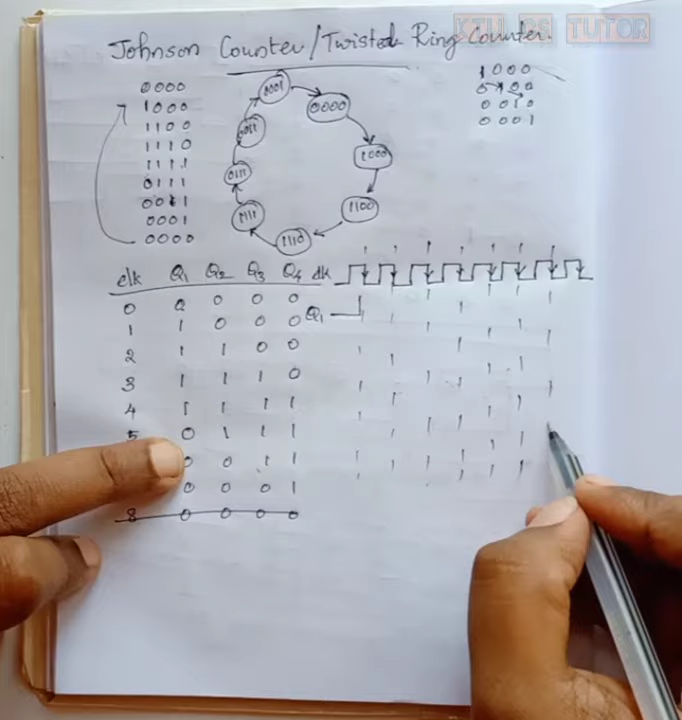 KTU CS TUTOR
Johnson Counter/Twisted Ring Counter.
0000
1000
1100
1110
1111
0111
0011
0001
0000
0001
0000
1000
1100
1110
1111
0111
0011
1000
0100
0010
0001
clk Q1 Q2 Q3 Q4
0 0 0 0 0
1 1 0 0 0
2 1 1 0 0
3 1 1 1 0
4 1 1 1 1
5 0 1 1 1
0 0 1 1
0 0 0 1
8 0 0 0 0
clk
Q1